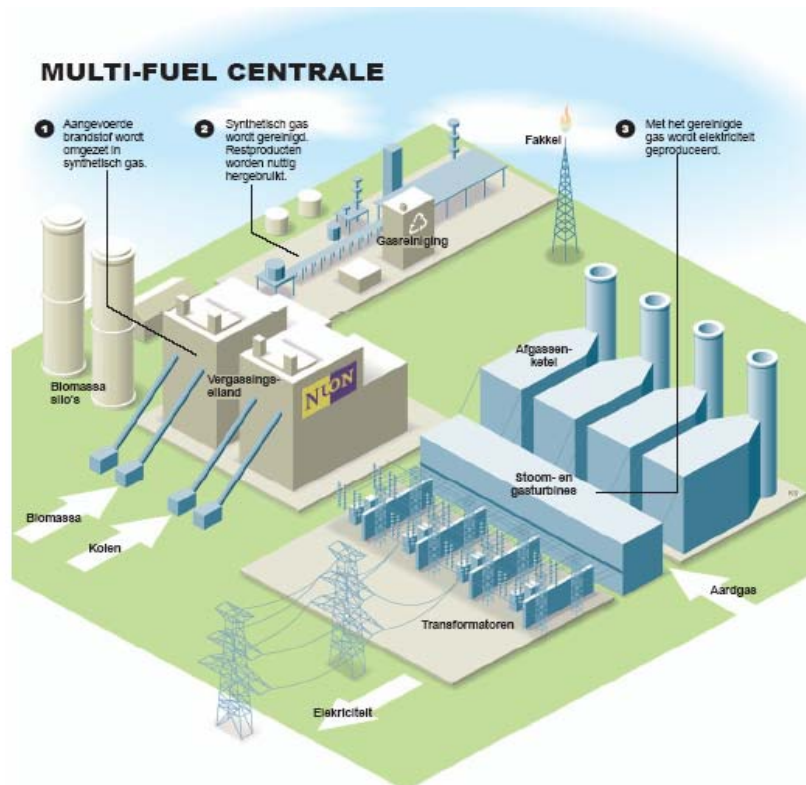 MULTI-FUEL CENTRALE
1 Aangevoerde
brandstof wordt
omgezet in
synthetisch gas.
2 Synthetisch gas
wordt gereinigd.
Restproducten
worden nuttig
hergebruikt.
Fakkel
3 Met het gereinigde
gas wordt elektriciteit
geproduceerd.
Gasreiniging
Biomassa
silo's
Vergassings-
eiland
NUON
Afgassen-
ketel
Stoom- en
gasturbines
Biomassa
Kolen
Aardgas
Transformatoren
Elekriciteit